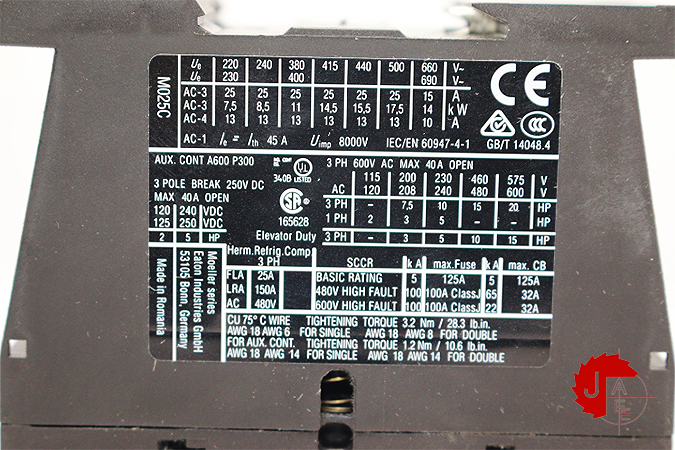 M025C
Ue 220 240 380 415 440 500 660 V~
Ue 230 400 690 V~
AC-3 25 25 25 25 25 25 15 A
AC-3 7,5 8,5 11 14,5 15,5 17,5 14 kW
AC-4 13 13 13 13 13 13 10 A
AC-1 Ie = Ith 45 A Uimp 8000V IEC/EN 60947-4-1
CE
CCC
GB/T 14048.4
AUX. CONT A600 P300
IND. CONT. EQ.
340B UL LISTED
3 POLE BREAK 250V DC
MAX 40A OPEN
120 240 VDC
125 250 VDC
2 5 HP
SA
165628
3 PH 600V AC MAX 40A OPEN
115 200 230 460 575 V
AC 120 208 240 480 600 V
3 PH – 7,5 10 15 20 HP
1 PH 2 3 5 – – HP
Elevator Duty 3 PH – 3 5 10 15 HP
Made in Romania
Moeller series
Eaton Industries GmbH
53105 Bonn, Germany
Herm.Refrig.Comp
3 PH
FLA 25A
LRA 150A
AC 480V
SCCR kA max.Fuse kA max. CB
BASIC RATING 5 125A 5 125A
480V HIGH FAULT 100 100A ClassJ 65 32A
600V HIGH FAULT 100 100A ClassJ 22 32A
CU 75° C WIRE TIGHTENING TORQUE 3.2 Nm / 28.3 lb.in.
AWG 18 AWG 6 FOR SINGLE AWG 18 AWG 8 FOR DOUBLE
FOR AUX. CONT. TIGHTENING TORQUE 1.2 Nm / 10.6 lb.in.
AWG 18 AWG 14 FOR SINGLE AWG 18 AWG 14 FOR DOUBLE